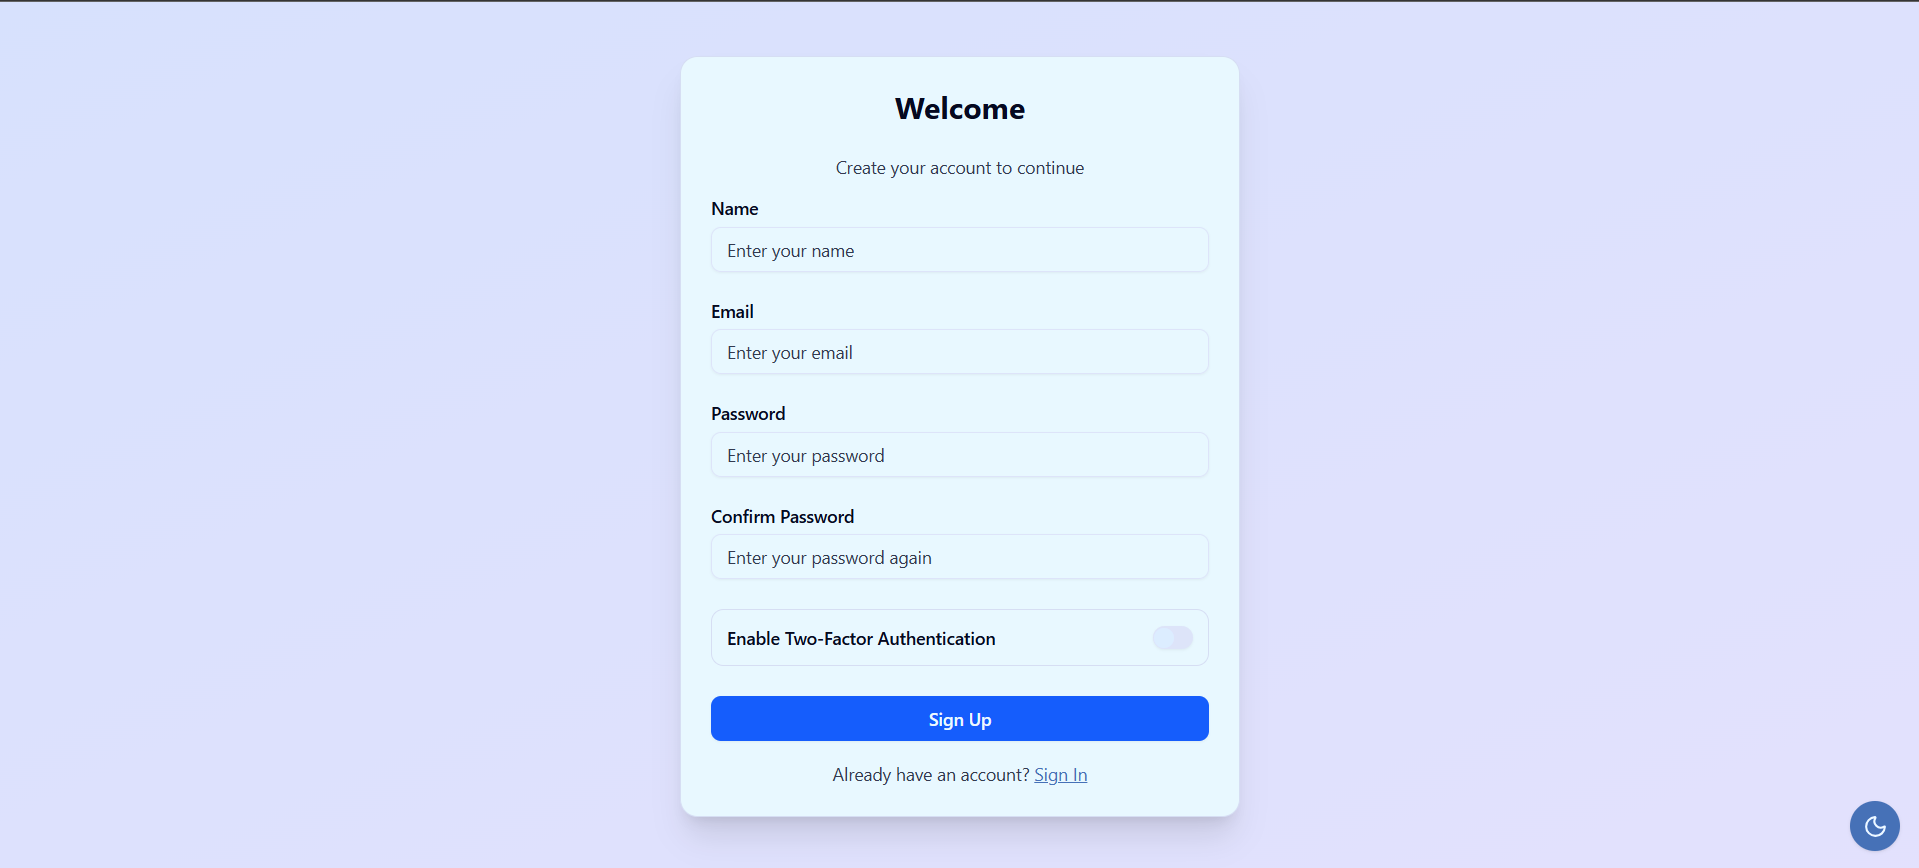 Welcome
Create your account to continue
Name
Enter your name
Email
Enter your email
Password
Enter your password
Confirm Password
Enter your password again
Enable Two-Factor Authentication
Sign Up
Already have an account? Sign In